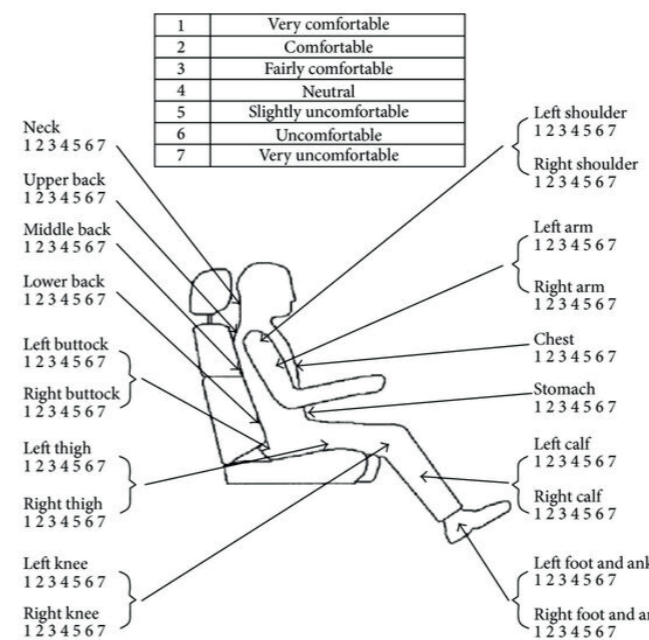 1 Very comfortable
2 Comfortable
3 Fairly comfortable
4 Neutral
5 Slightly uncomfortable
6 Uncomfortable
7 Very uncomfortable
Neck
1 2 3 4 5 6 7
Upper back
1 2 3 4 5 6 7
Middle back
1 2 3 4 5 6 7
Lower back
1 2 3 4 5 6 7
Left buttock
1 2 3 4 5 6 7
Right buttock
1 2 3 4 5 6 7
Left thigh
1 2 3 4 5 6 7
Right thigh
1 2 3 4 5 6 7
Left knee
1 2 3 4 5 6 7
Right knee
1 2 3 4 5 6 7
Left shoulder
1 2 3 4 5 6 7
Right shoulder
1 2 3 4 5 6 7
Left arm
1 2 3 4 5 6 7
Right arm
1 2 3 4 5 6 7
Chest
1 2 3 4 5 6 7
Stomach
1 2 3 4 5 6 7
Left calf
1 2 3 4 5 6 7
Right calf
1 2 3 4 5 6 7
Left foot and
1 2 3 4 5 6 7
Right foot and
1 2 3 4 5 6 7